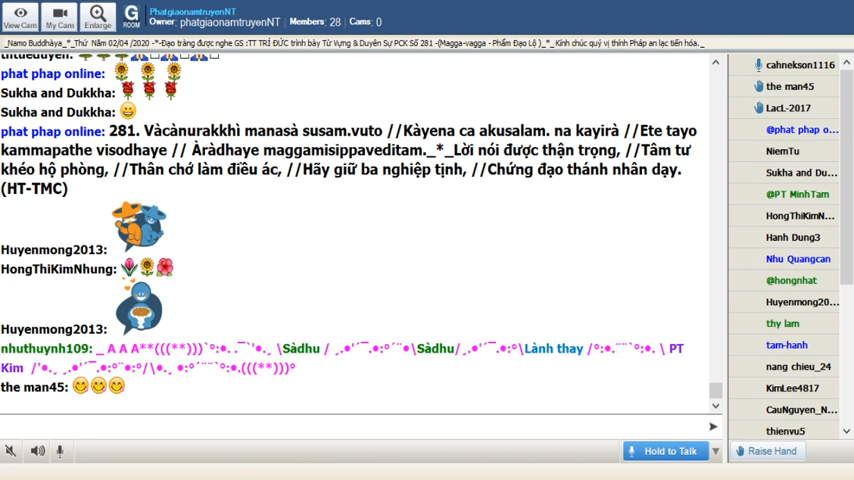 View Cam
My Cam
Enlarge
G
ROOM
PhatgiaonamtruyenNT
Owner: phatgiaonamtruyenNT | Members: 28 | Cams: 0
_Namo Buddhàya_*_Thứ Năm 02/04 /2020 -*-Đạo tràng được nghe GS :TT TRÍ ĐỨC trình bày Từ Vựng & Duyên Sự PCK Số 281 -(Magga-vagga - Phẩm Đạo Lộ )_*_ Kính chúc quý vị thính Pháp an lạc tiến hóa._
phat phap online:
Sukha and Dukkha:
Sukha and Dukkha:
phat phap online: 281. Vàcànurakkhì manasà susam.vuto //Kàyena ca akusalam. na kayirà //Ete tayo
kammapathe visodhaye // Àràdhaye maggamisippaveditam._*_Lời nói được thận trọng, //Tâm tư
khéo hộ phòng, //Thân chớ làm điều ác, //Hãy giữ ba nghiệp tịnh, //Chứng đạo thánh nhân dạy.
(HT-TMC)
Huyenmong2013:
HongThiKimNhung:
Huyenmong2013:
nhuthuynh109: _ A A A**(((**)))`°:•. .¯`'•.¸ \Sàdhu / ¸.•'´¯.•:°´¨•\Sàdhu/¸.•'´¯.•:°\Lành thay /°:•.¨¨`°:•. \ PT
Kim /'•.¸ ¸.•'´¯.•:°¨•:°/\•.¸ •:°´¨¨`°:•.(((**)))°
the man45:
Hold to Talk
Raise Hand
cahnekson1116
the man45
LacL-2017
@phat phap o...
NiemTu
Sukha and Du...
@PT MinhTam
HongThiKimN...
Hanh Dung3
Nhu Quangcan
@hongnhat
Huyenmong20...
thy lam
tam-hanh
nang chieu_24
KimLee4817
CauNguyen_N...
thienvu5